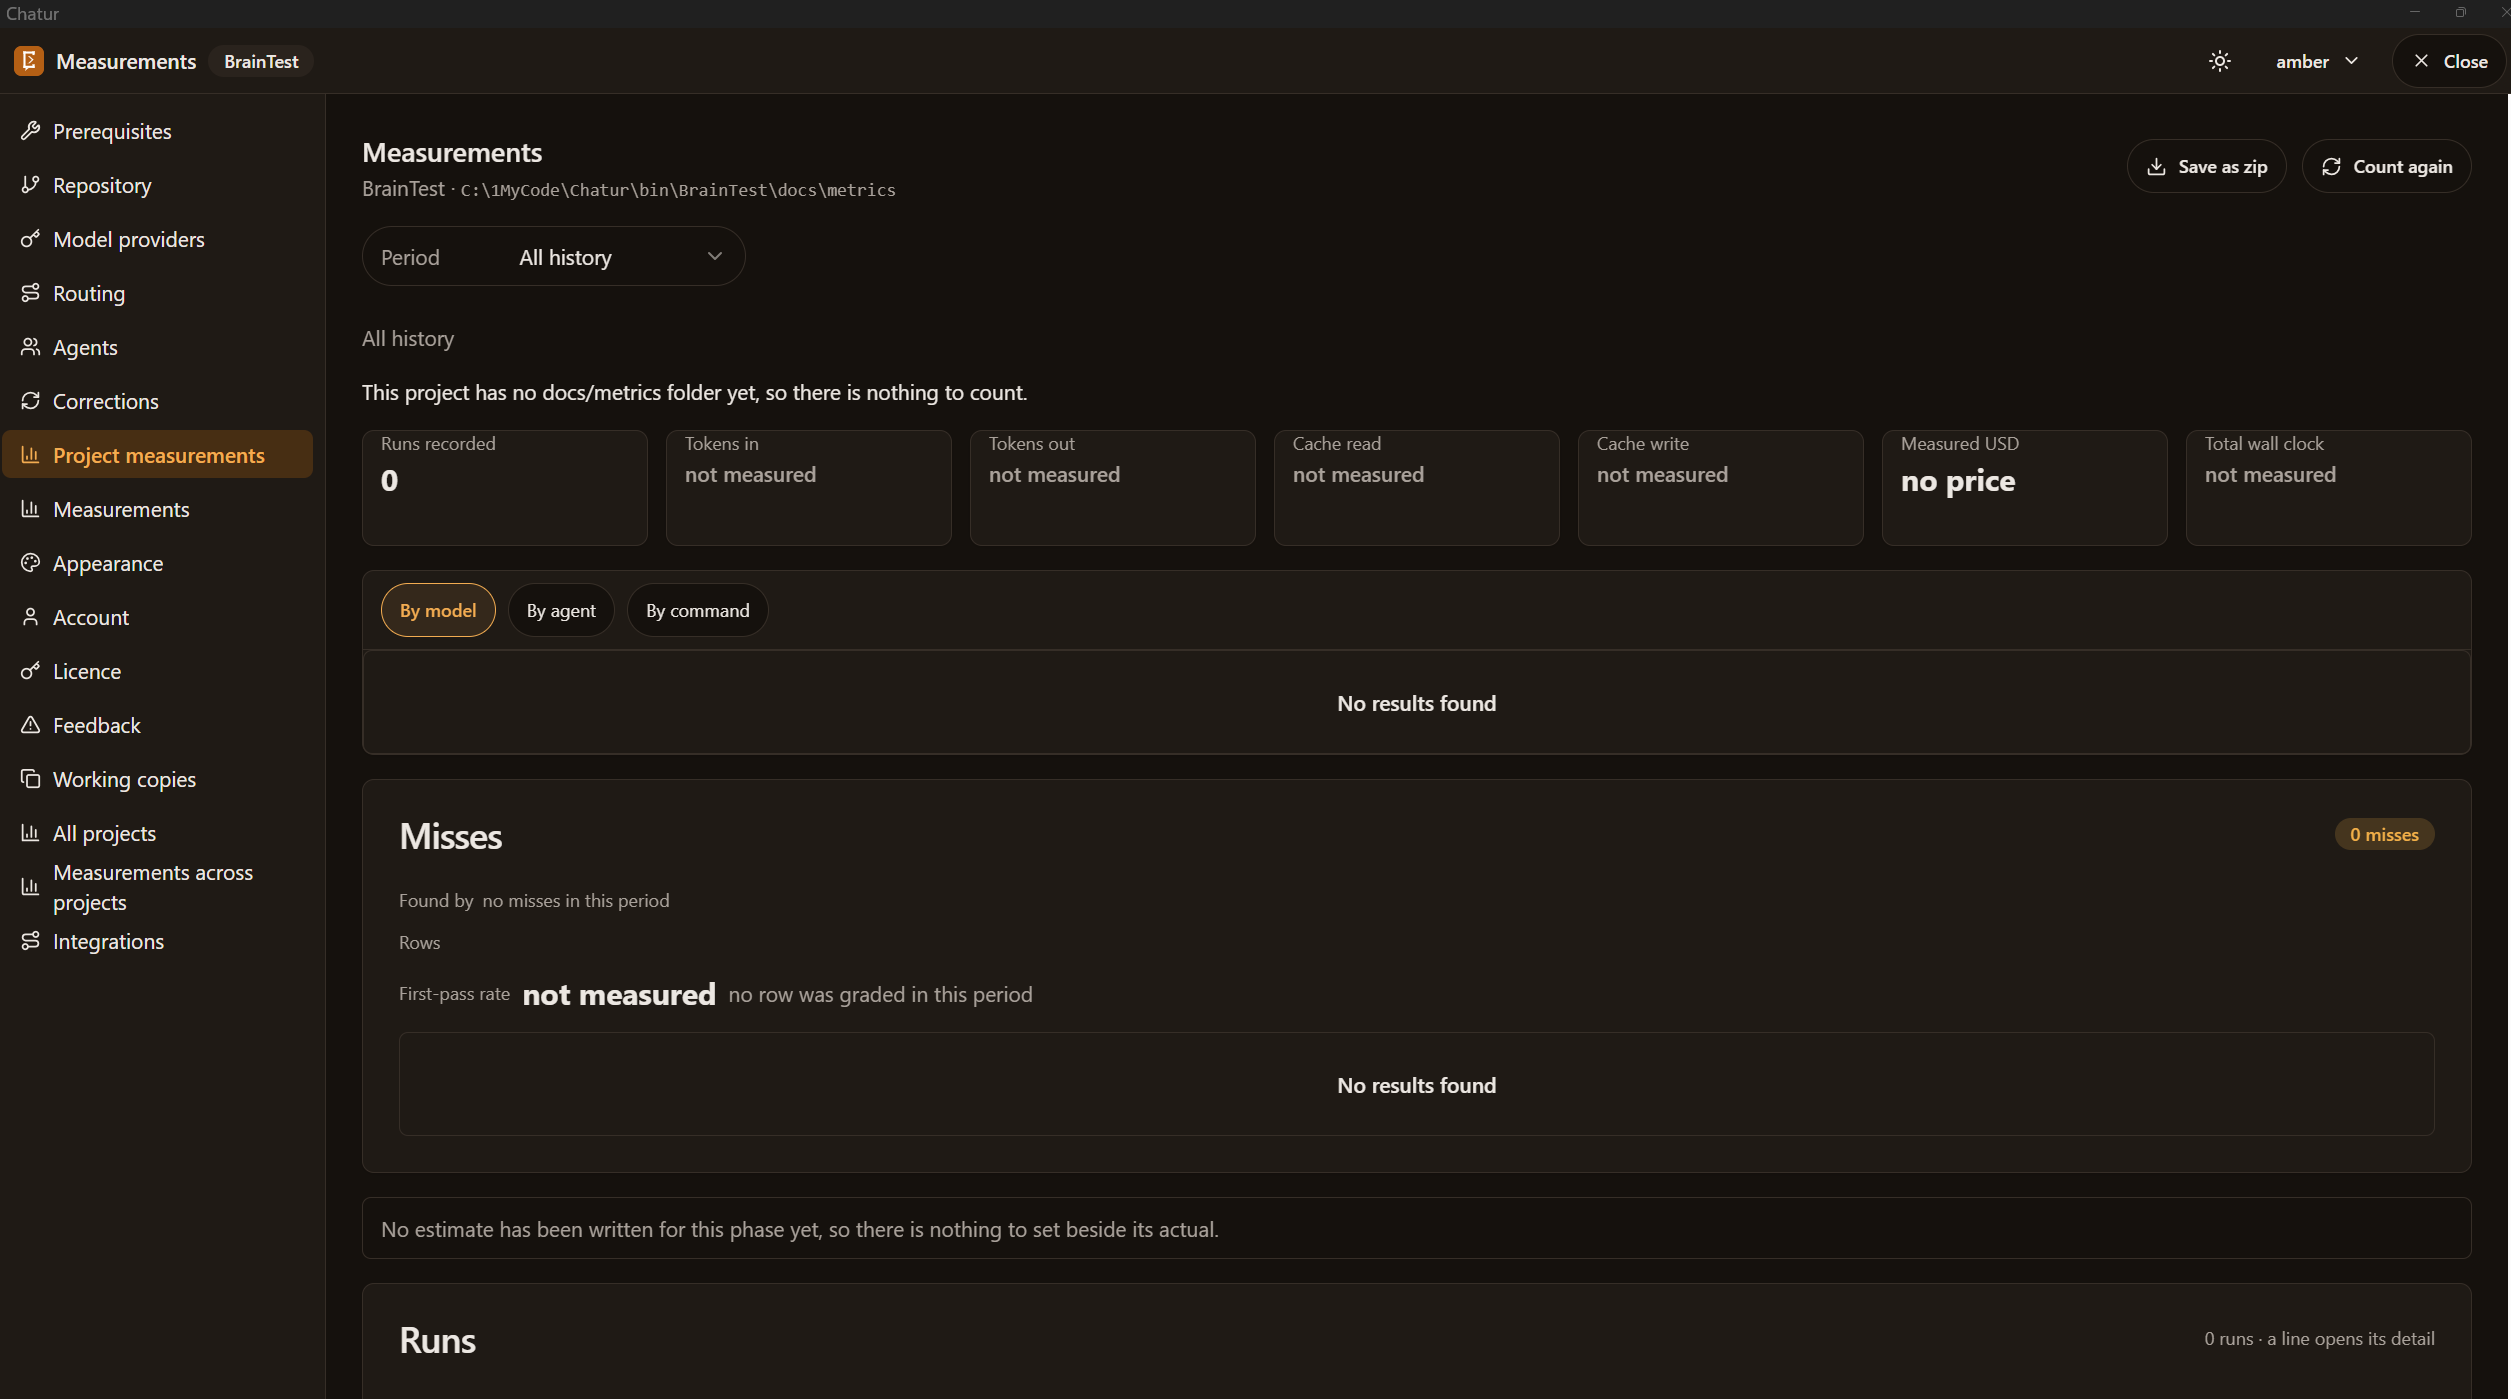 Chatur
Measurements BrainTest
amber
Close
Prerequisites
Repository
Model providers
Routing
Agents
Corrections
Project measurements
Measurements
Appearance
Account
Licence
Feedback
Working copies
All projects
Measurements across
projects
Integrations
Measurements
BrainTest · C:\1MyCode\Chatur\bin\BrainTest\docs\metrics
Save as zip
Count again
Period All history
All history
This project has no docs/metrics folder yet, so there is nothing to count.
Runs recorded
0
Tokens in
not measured
Tokens out
not measured
Cache read
not measured
Cache write
not measured
Measured USD
no price
Total wall clock
not measured
By model By agent By command
No results found
Misses
0 misses
Found by no misses in this period
Rows
First-pass rate not measured no row was graded in this period
No results found
No estimate has been written for this phase yet, so there is nothing to set beside its actual.
Runs
0 runs · a line opens its detail